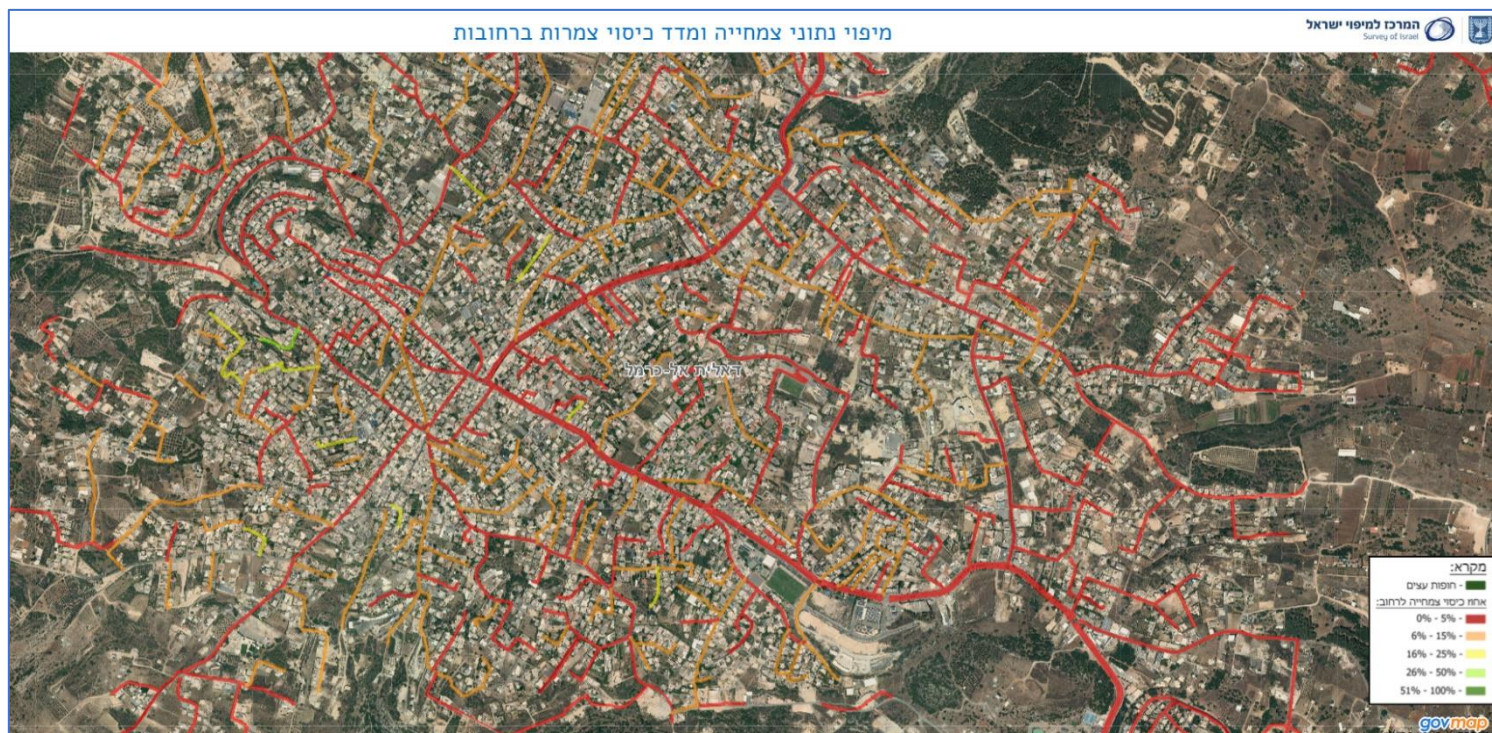 מיפוי נתוני צמחייה ומדד כיסוי צמרות ברחובות
המרכז למיפוי ישראל
Survey of Israel
דאלית אל-כרמל
מקרא:
- חופות עצים
אחוז כיסוי צמחייה לרחוב:
0% - 5% -
6% - 15% -
16% - 25% -
26% - 50% -
51% - 100% -
govmap